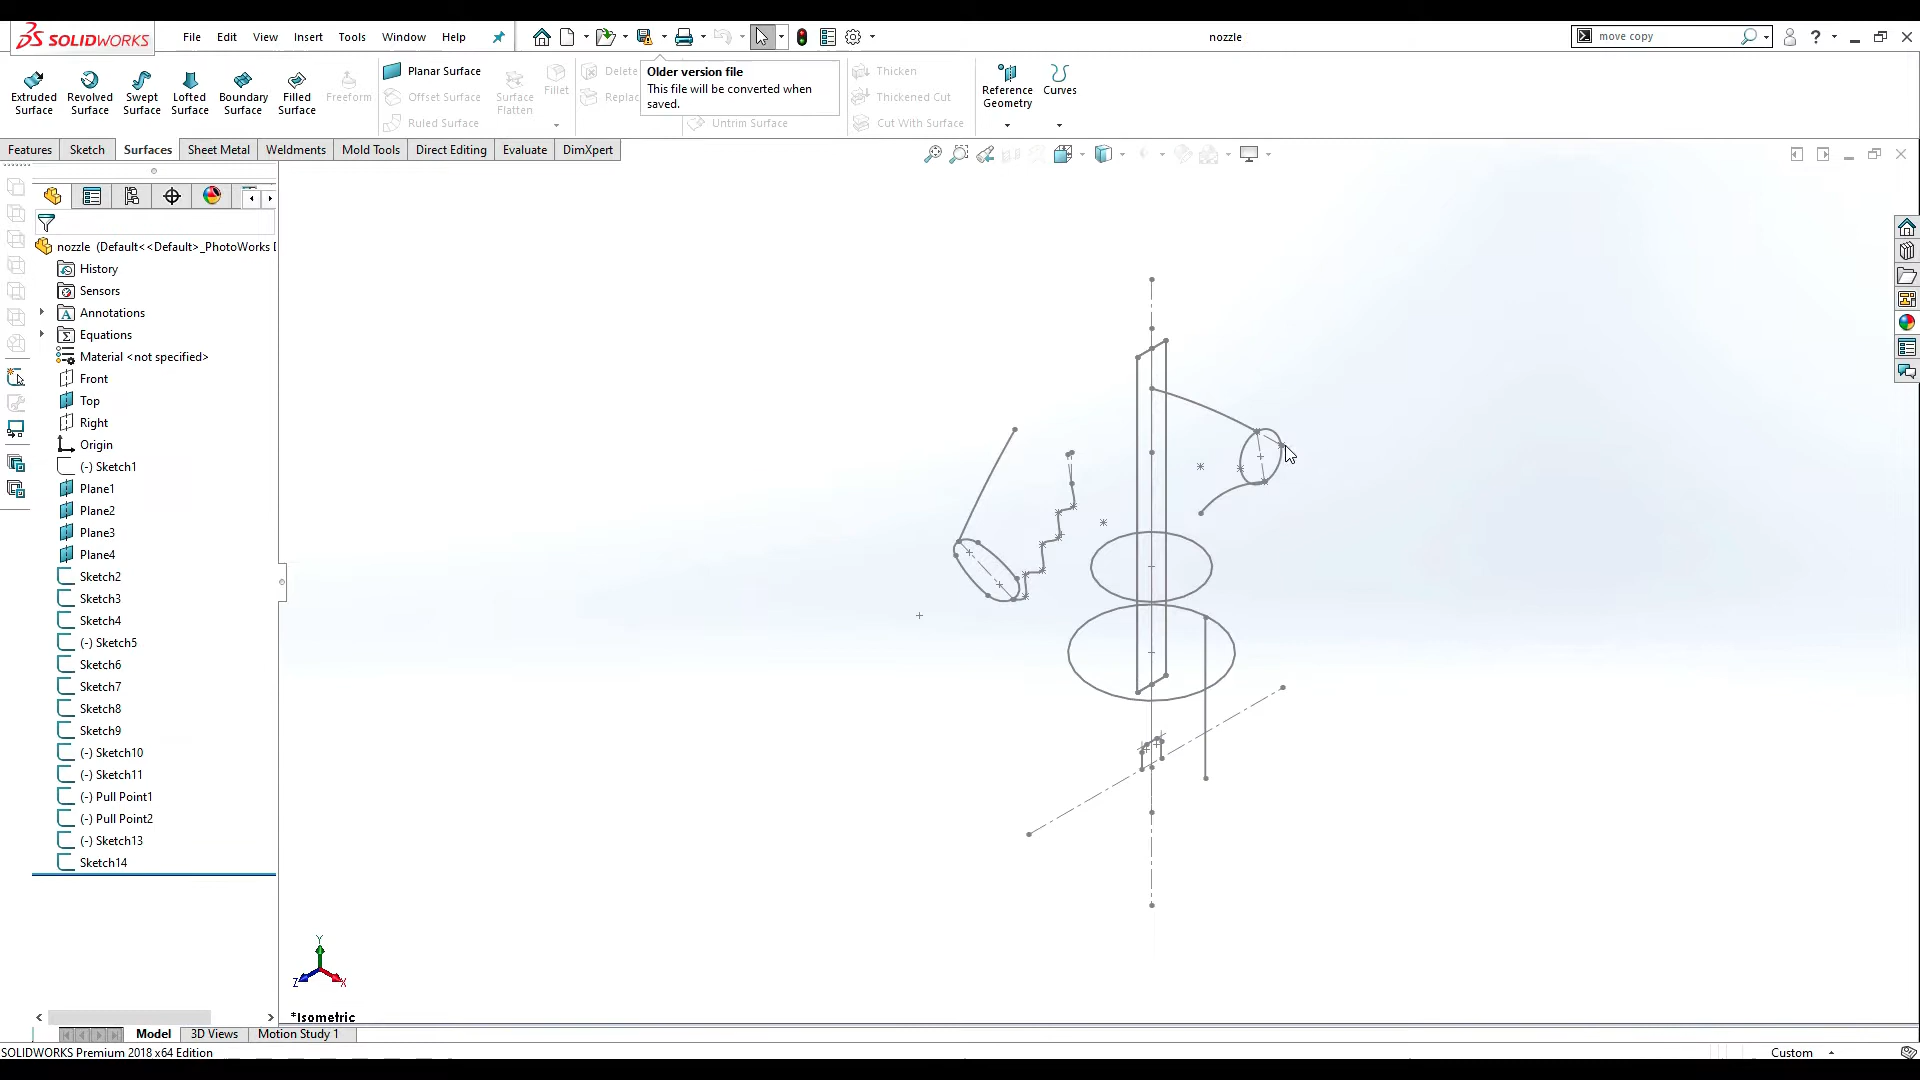 SOLIDWORKS
File Edit View Insert Tools Window Help
nozzle
move copy
Extruded Surface
Revolved Surface
Swept Surface
Lofted Surface
Boundary Surface
Filled Surface
Freeform
Planar Surface
Offset Surface
Ruled Surface
Surface Flatten
Fillet
Delete
Replac
Older version file
This file will be converted when
saved.
Untrim Surface
Thicken
Thickened Cut
Cut With Surface
Reference Geometry
Curves
Features Sketch Surfaces Sheet Metal Weldments Mold Tools Direct Editing Evaluate DimXpert
nozzle (Default<<Default>_PhotoWorks D
History
Sensors
Annotations
Equations
Material <not specified>
Front
Top
Right
Origin
(-) Sketch1
Plane1
Plane2
Plane3
Plane4
Sketch2
Sketch3
Sketch4
(-) Sketch5
Sketch6
Sketch7
Sketch8
Sketch9
(-) Sketch10
(-) Sketch11
(-) Pull Point1
(-) Pull Point2
(-) Sketch13
Sketch14
Y
Z X
*Isometric
Model 3D Views Motion Study 1
SOLIDWORKS Premium 2018 x64 Edition
Custom